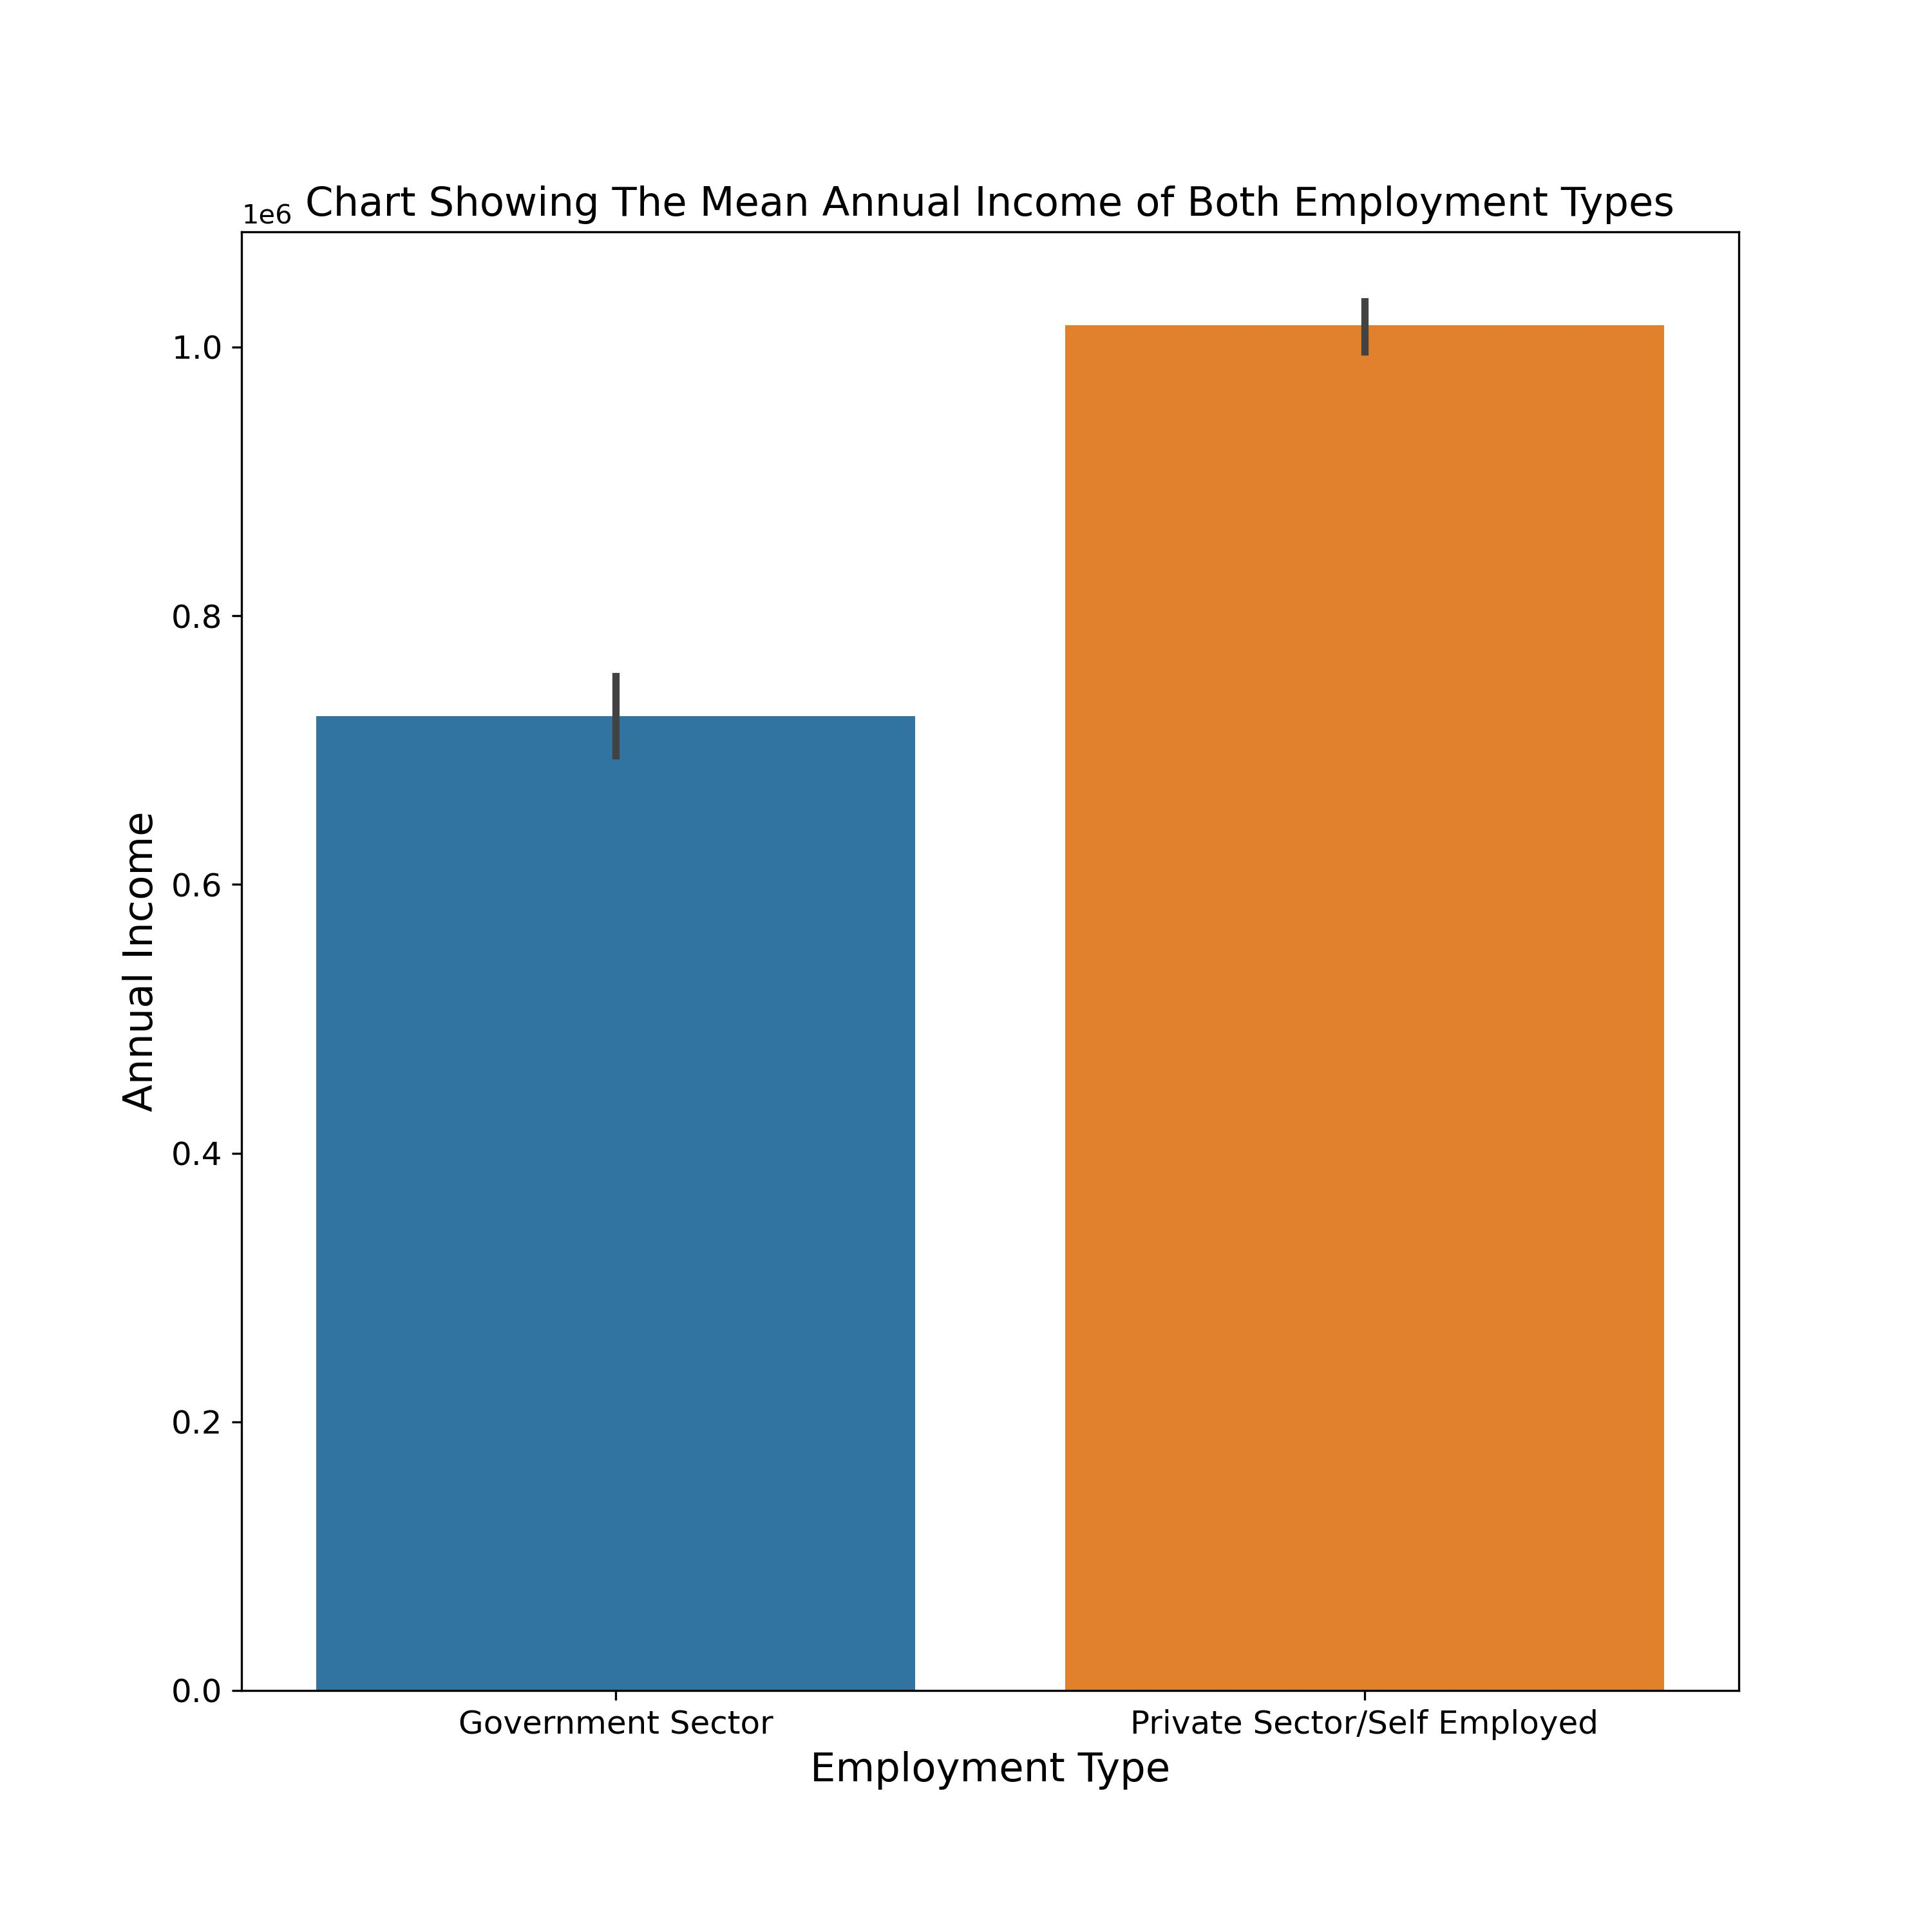 Chart Showing The Mean Annual Income of Both Employment Types
1e6
1.0
0.8
0.6
0.4
0.2
0.0
Annual Income
Government Sector
Private Sector/Self Employed
Employment Type